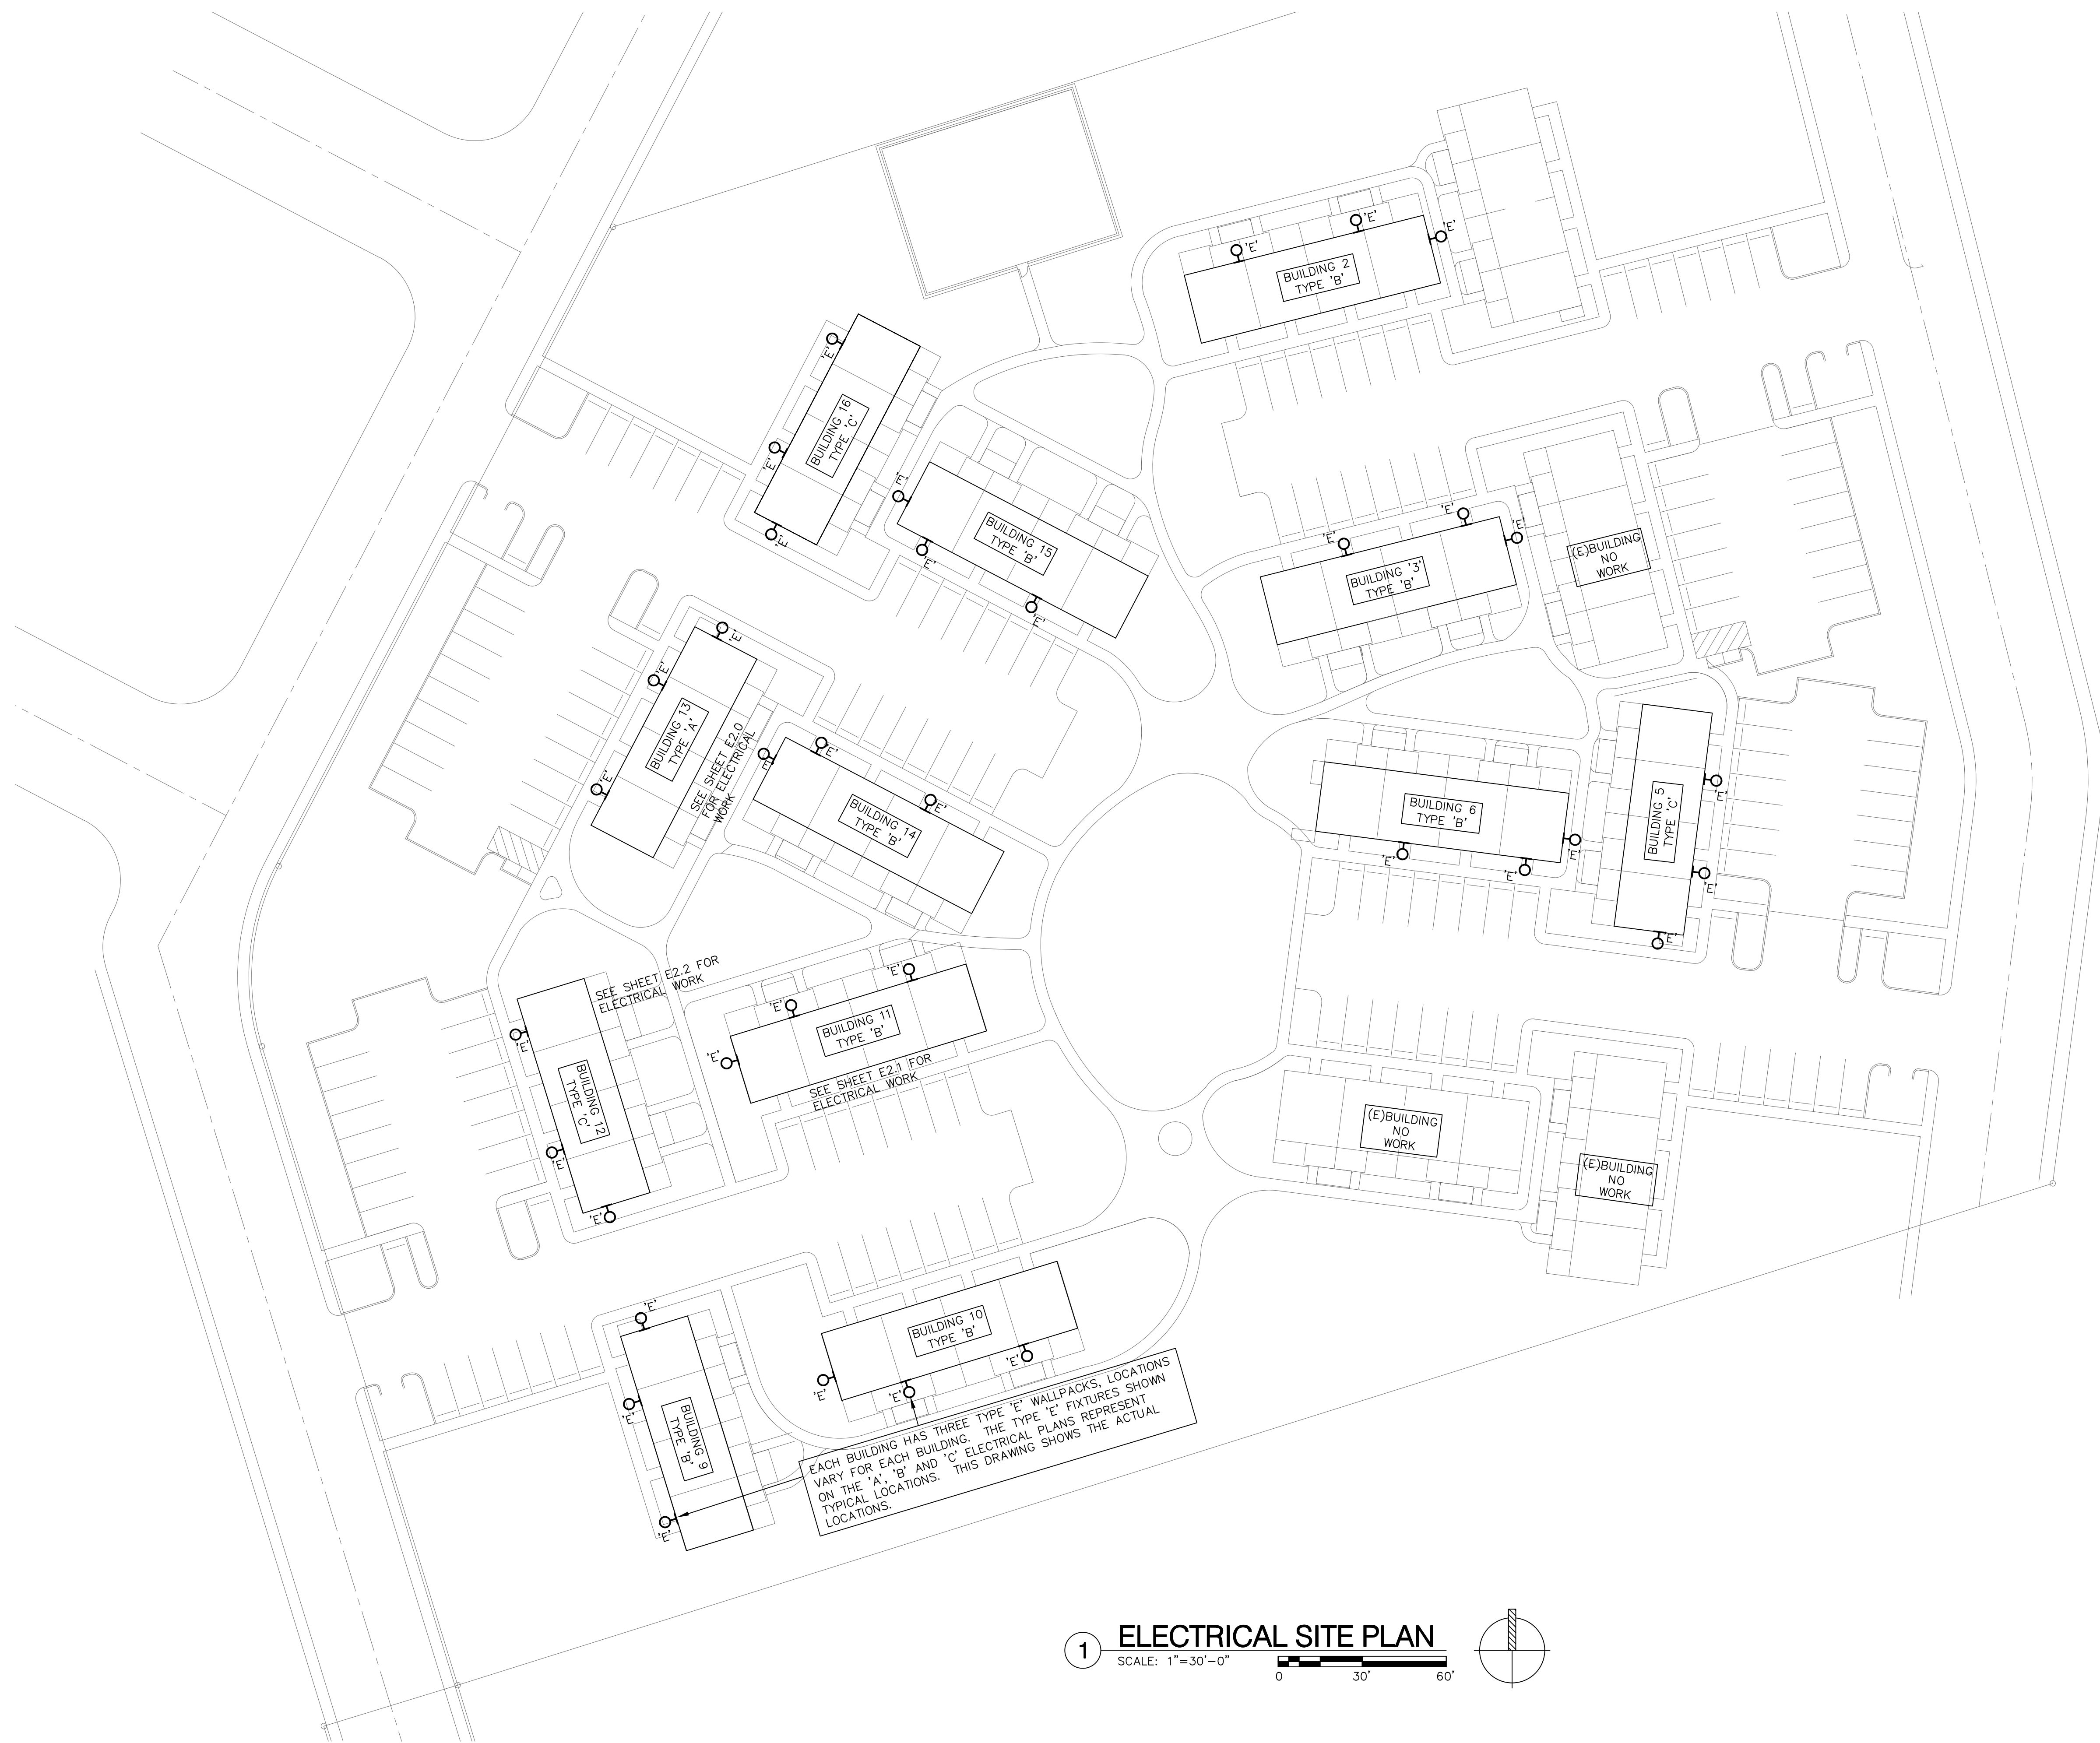 'E'
'E'
'E'
BUILDING 2
TYPE 'B'
'E'
'E'
'E'
BUILDING 16
TYPE 'C'
'E'
'E'
'E'
BUILDING 15
TYPE 'B'
'E'
'E'
'E'
BUILDING '3'
TYPE 'B'
(E)BUILDING
NO
WORK
'E'
'E'
'E'
BUILDING 13
TYPE 'A'
SEE SHEET E2.0
FOR ELECTRICAL
WORK
'E'
'E'
'E'
BUILDING 14
TYPE 'B'
BUILDING 6
TYPE 'B'
'E'
'E'
'E'
BUILDING 5
TYPE 'C'
'E'
'E'
'E'
SEE SHEET E2.2 FOR
ELECTRICAL WORK
'E'
'E'
'E'
BUILDING 12
TYPE 'C'
'E'
'E'
'E'
BUILDING 11
TYPE 'B'
SEE SHEET E2.1 FOR
ELECTRICAL WORK
(E)BUILDING
NO
WORK
(E)BUILDING
NO
WORK
'E'
'E'
'E'
BUILDING 9
TYPE 'B'
BUILDING 10
TYPE 'B'
'E'
'E'
'E'
EACH BUILDING HAS THREE TYPE 'E' WALLPACKS, LOCATIONS
VARY FOR EACH BUILDING. THE TYPE 'E' FIXTURES SHOWN
ON THE 'A', 'B' AND 'C' ELECTRICAL PLANS REPRESENT
TYPICAL LOCATIONS. THIS DRAWING SHOWS THE ACTUAL
LOCATIONS.
1
ELECTRICAL SITE PLAN
SCALE: 1"=30'-0"
0 30' 60'